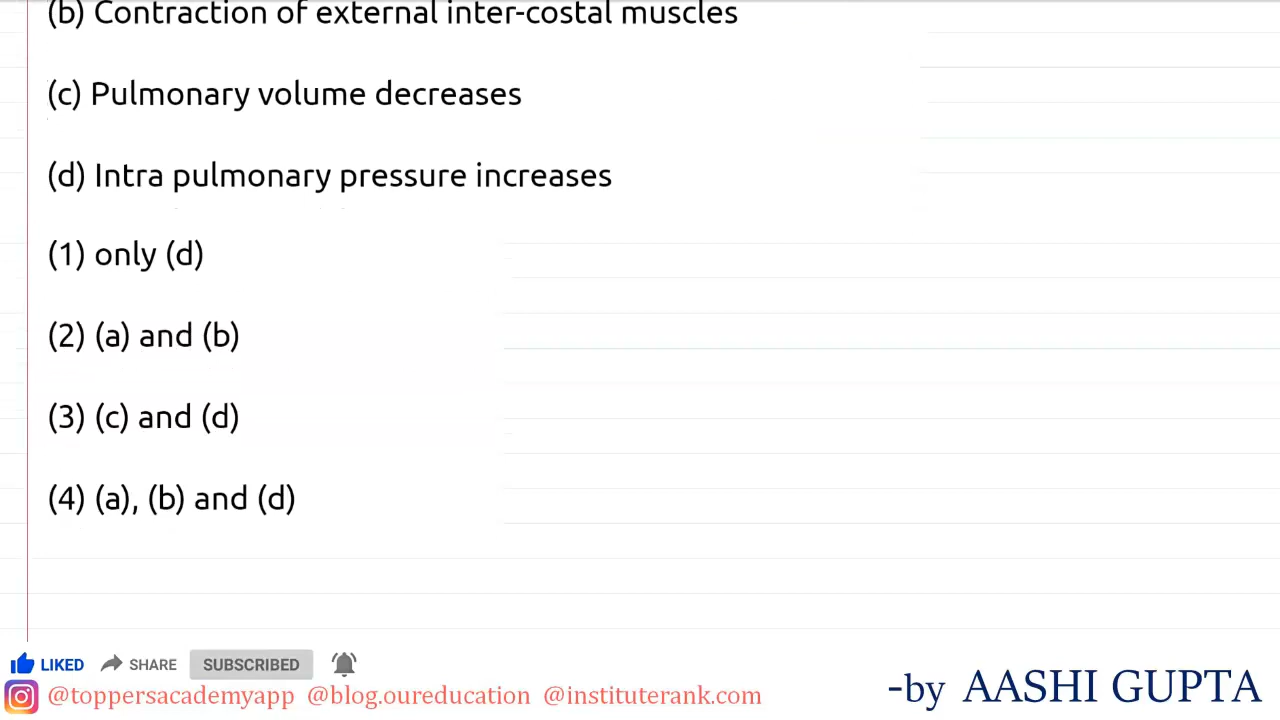 (b) Contraction of external inter-costal muscles
(c) Pulmonary volume decreases
(d) Intra pulmonary pressure increases
(1) only (d)
(2) (a) and (b)
(3) (c) and (d)
(4) (a), (b) and (d)
LIKED SHARE SUBSCRIBED
@toppersacademyapp @blog.oureducation @instituterank.com
-by AASHI GUPTA